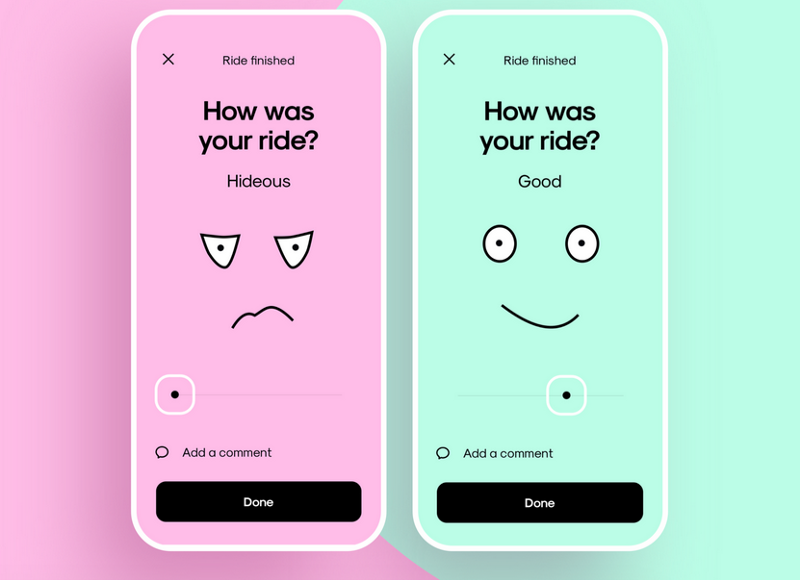 Ride finished
How was
your ride?
Hideous
Add a comment
Done
Ride finished
How was
your ride?
Good
Add a comment
Done